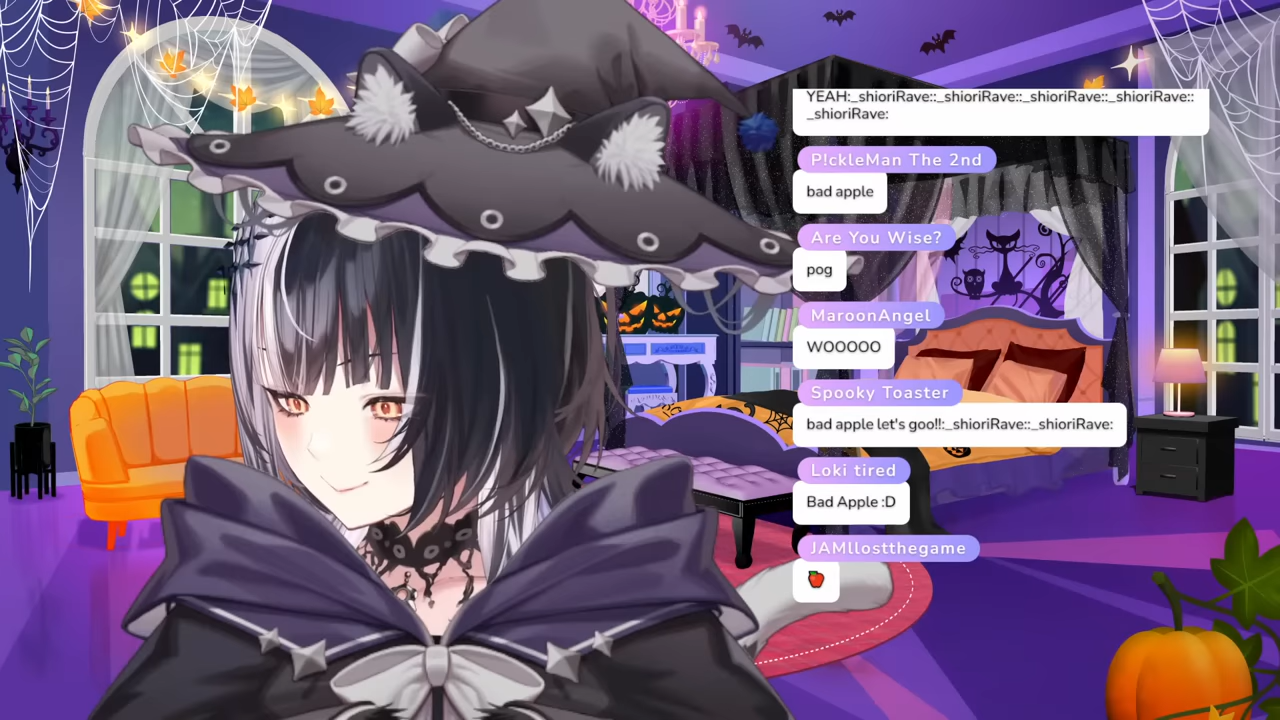 YEAH:_shioriRave::_shioriRave::_shioriRave::_shioriRave::
_shioriRave:
P!ckleMan The 2nd
bad apple
Are You Wise?
pog
MaroonAngel
WOOOOO
Spooky Toaster
bad apple let's goo!!:_shioriRave::_shioriRave:
Loki tired
Bad Apple :D
JAMllostthegame
🍎